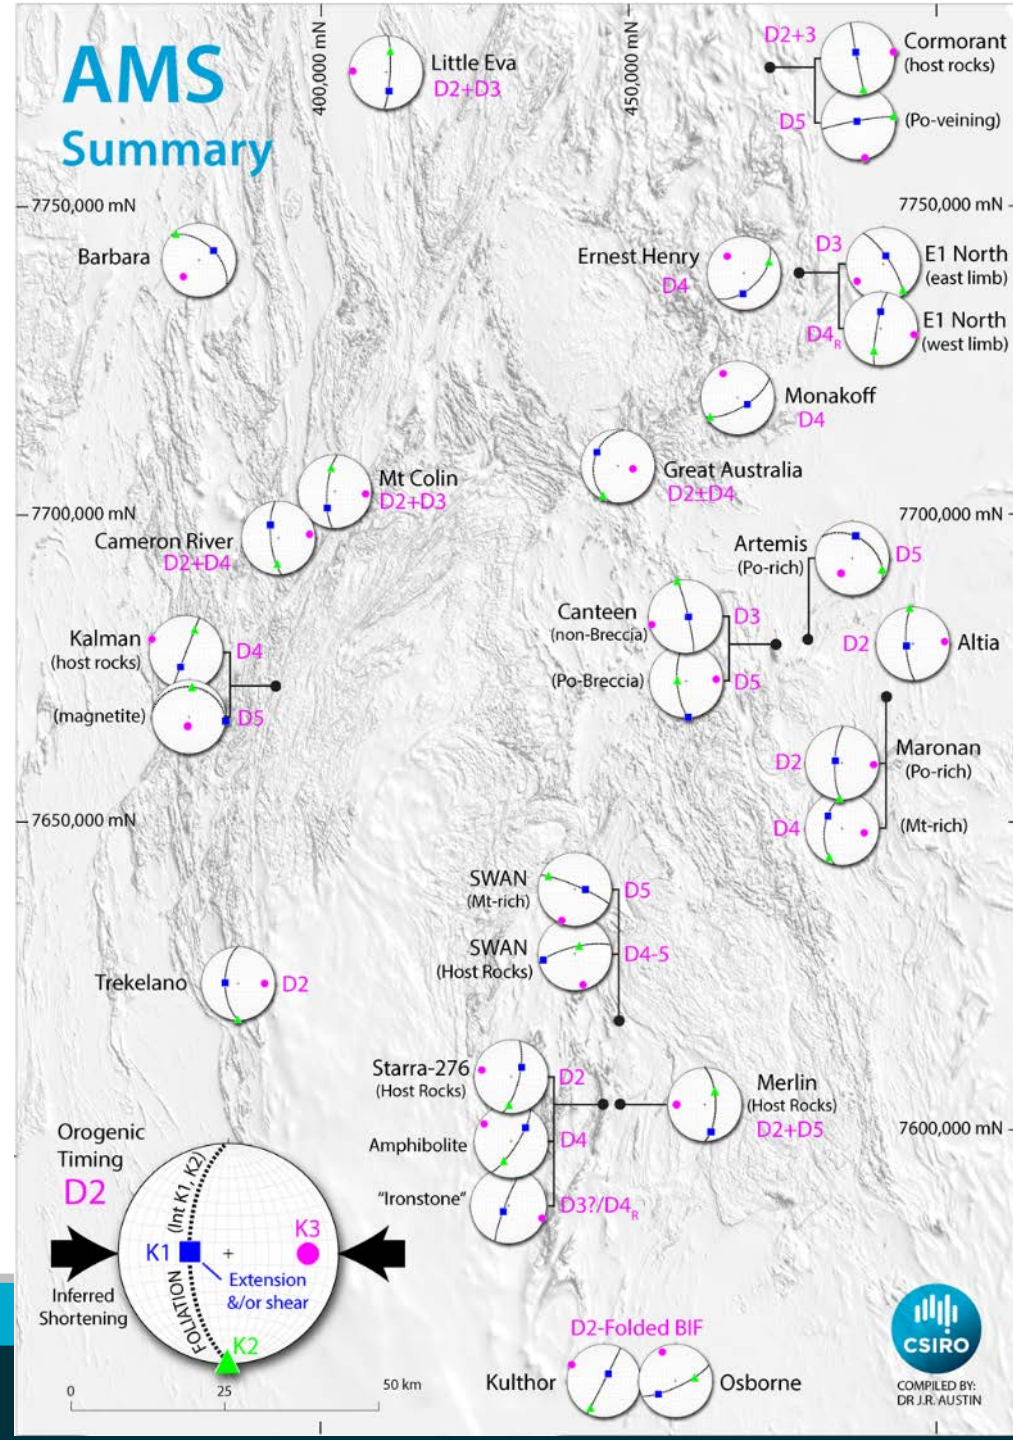 AMS
Summary
400,000 mN
450,000 mN
Little Eva
D2+D3
D2+3
Cormorant
(host rocks)
D5
(Po-veining)
7750,000 mN
7750,000 mN
Barbara
Ernest Henry
D4
D3
E1 North
(east limb)
D4R
E1 North
(west limb)
Monakoff
D4
Great Australia
D2±D4
Mt Colin
D2+D3
7700,000 mN
7700,000 mN
Cameron River
D2+D4
Artemis
(Po-rich)
D5
Canteen
(non-Breccia)
D3
(Po-Breccia)
D5
D2
Altia
Kalman
(host rocks)
D4
(magnetite)
D5
D2
Maronan
(Po-rich)
D4
(Mt-rich)
7650,000 mN
SWAN
(Mt-rich)
D5
SWAN
(Host Rocks)
D4-5
Trekelano
D2
Starra-276
(Host Rocks)
D2
Amphibolite
D4
"Ironstone"
D3?/D4R
Merlin
(Host Rocks)
D2+D5
7600,000 mN
Orogenic
Timing
D2
(Int K1, K2)
FOLIATION
K1
K3
K2
Extension
&/or shear
Inferred
Shortening
0 25 50 km
D2-Folded BIF
Kulthor
Osborne
CSIRO
COMPILED BY:
DR J.R. AUSTIN